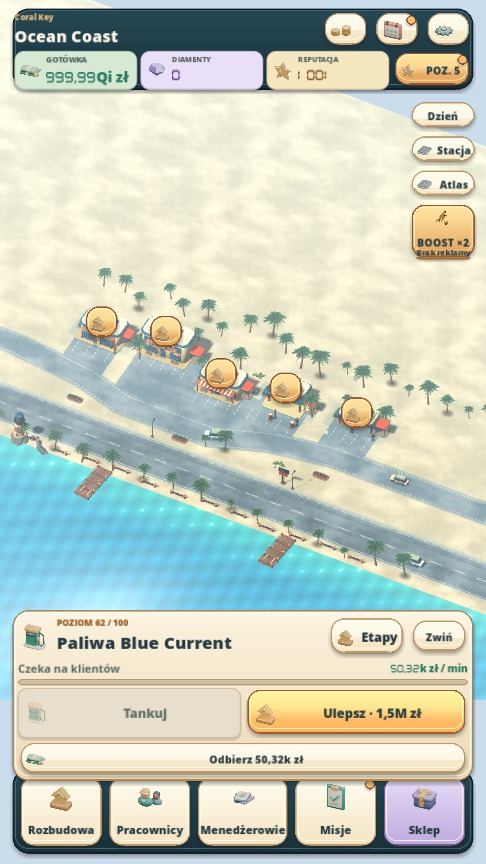 Coral Key
Ocean Coast
GOTÓWKA
999,99Qi zł
DIAMENTY
0
REPUTACJA
1 001
POZ. 5
Dzień
Stacja
Atlas
BOOST ×2
Brak reklamy
POZIOM 62 / 100
Paliwa Blue Current
Etapy
Zwiń
Czeka na klientów
50,32k zł / min
Tankuj
Ulepsz · 1,5M zł
Odbierz 50,32k zł
Rozbudowa
Pracownicy
Menedżerowie
Misje
Sklep